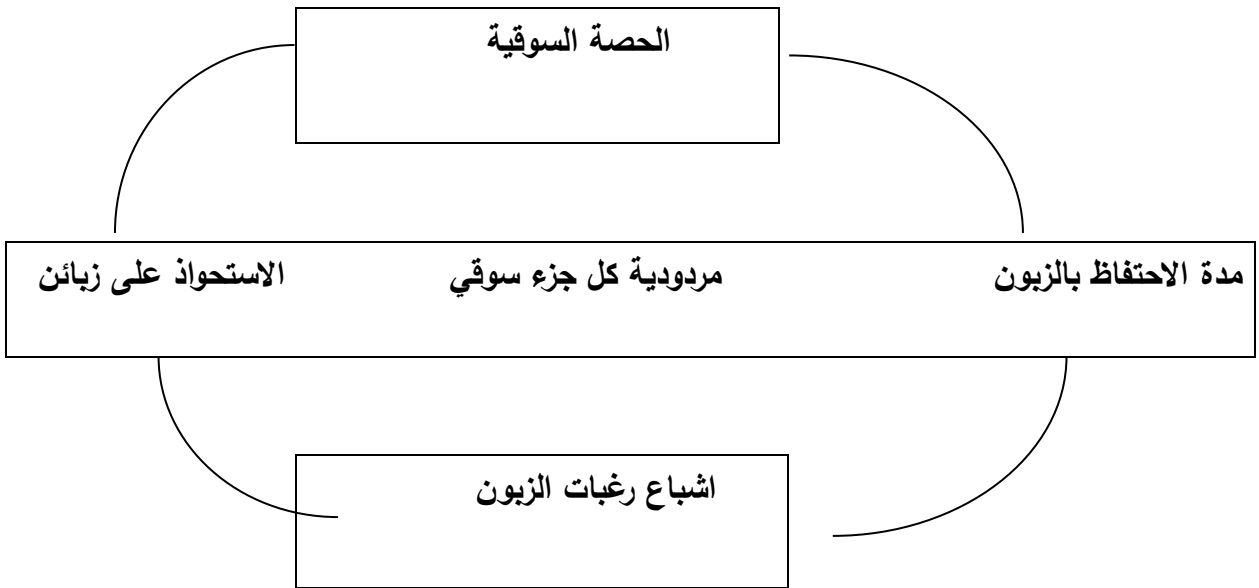 الحصة السوقية
مدة الاحتفاظ بالزبون مردودية كل جزء سوقي الاستحواذ على زبائن
اشباع رغبات الزبون